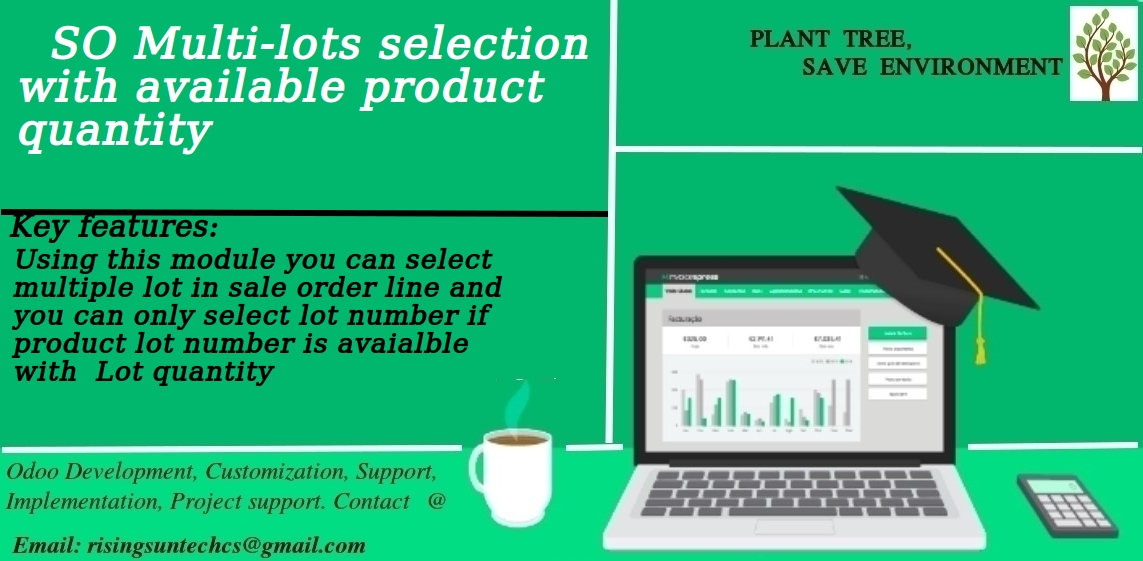 SO Multi-lots selection
with available product
quantity
PLANT TREE,
SAVE ENVIRONMENT
Key features:
Using this module you can select
multiple lot in sale order line and
you can only select lot number if
product lot number is avaialble
with Lot quantity
Facturação
Odoo Development, Customization, Support,
Implementation, Project support. Contact @
Email: risingsuntechcs@gmail.com